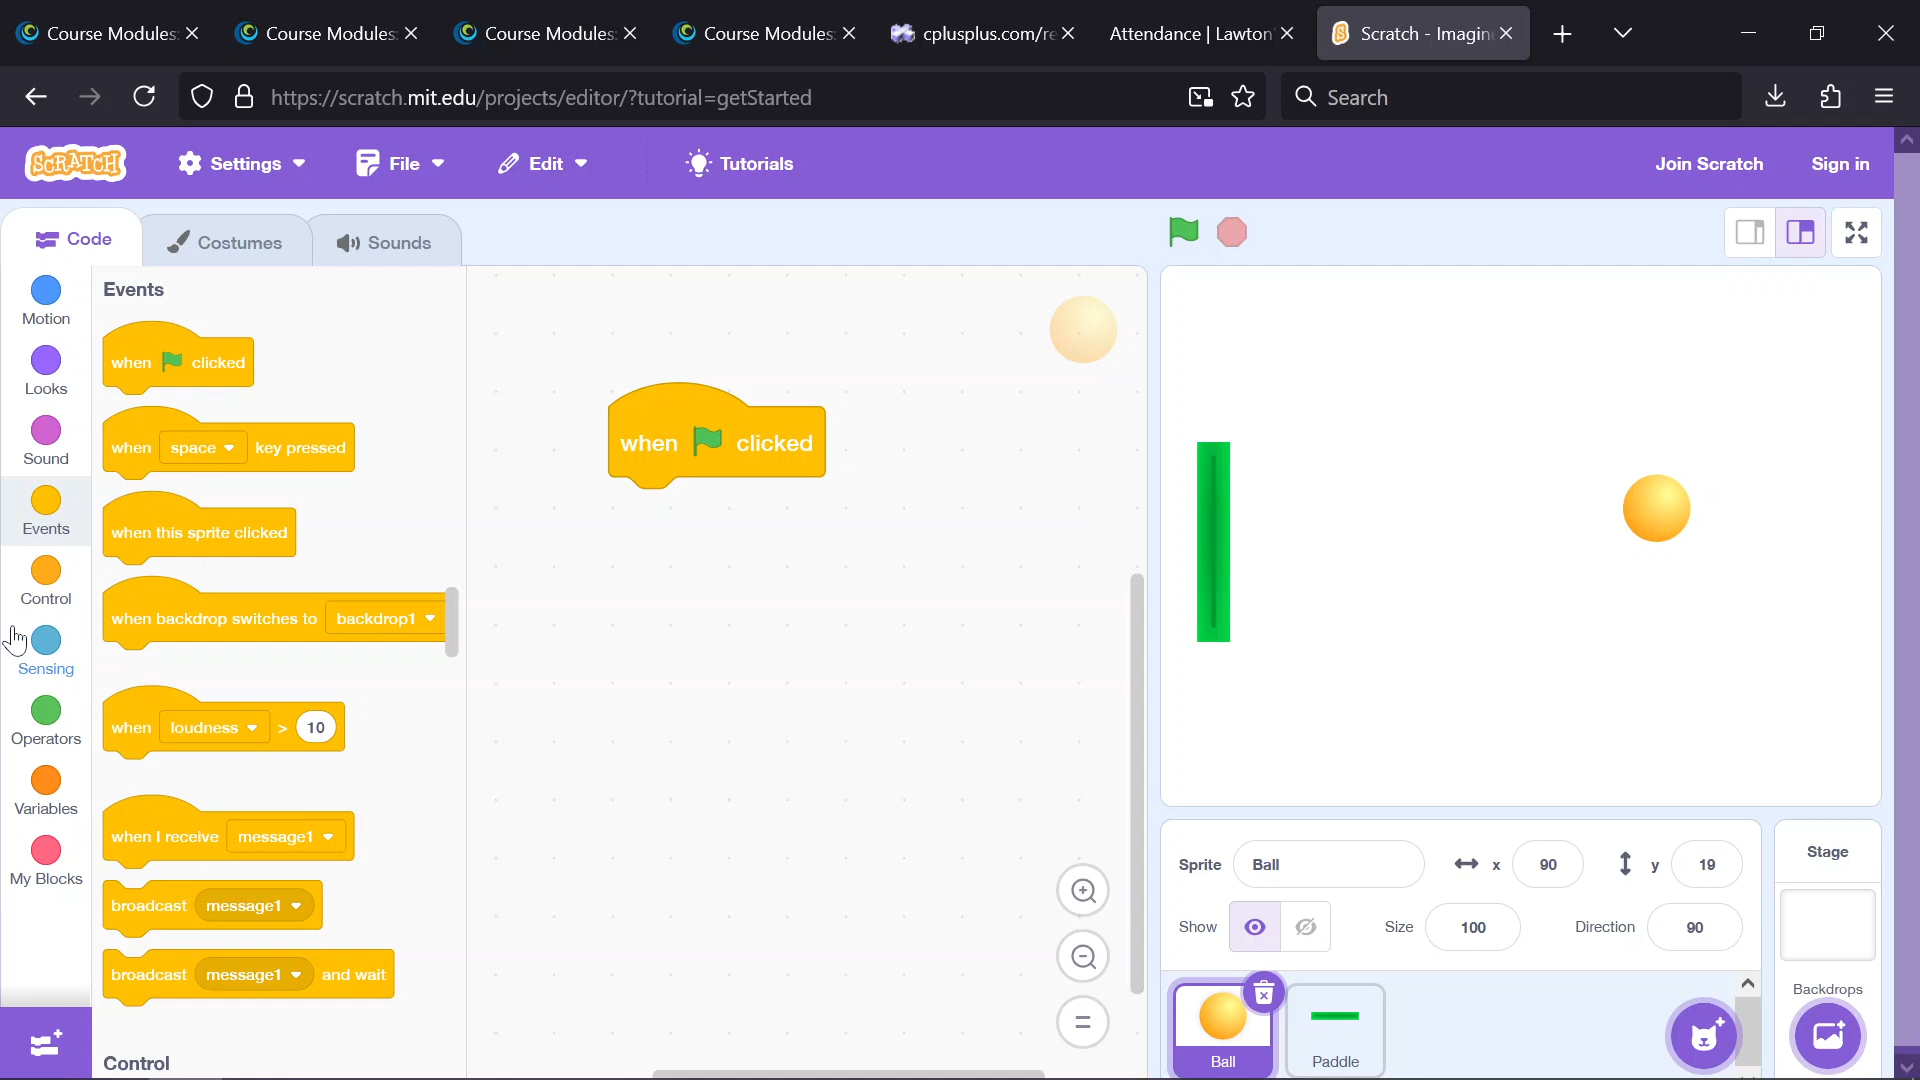 Course Modules: Course Modules: Course Modules: Course Modules: cplusplus.com/re Attendance | Lawton Scratch - Imagin
https://scratch.mit.edu/projects/editor/?tutorial=getStarted Search
SCRATCH Settings File Edit Tutorials Join Scratch Sign in
Code Costumes Sounds
Motion
Looks
Sound
Events
Control
Sensing
Operators
Variables
My Blocks
Events
when clicked
when space key pressed
when this sprite clicked
when backdrop switches to backdrop1
when loudness > 10
when I receive message1
broadcast message1
broadcast message1 and wait
Control
when clicked
Sprite Ball x 90 y 19
Show Size 100 Direction 90
Ball Paddle
Stage
Backdrops